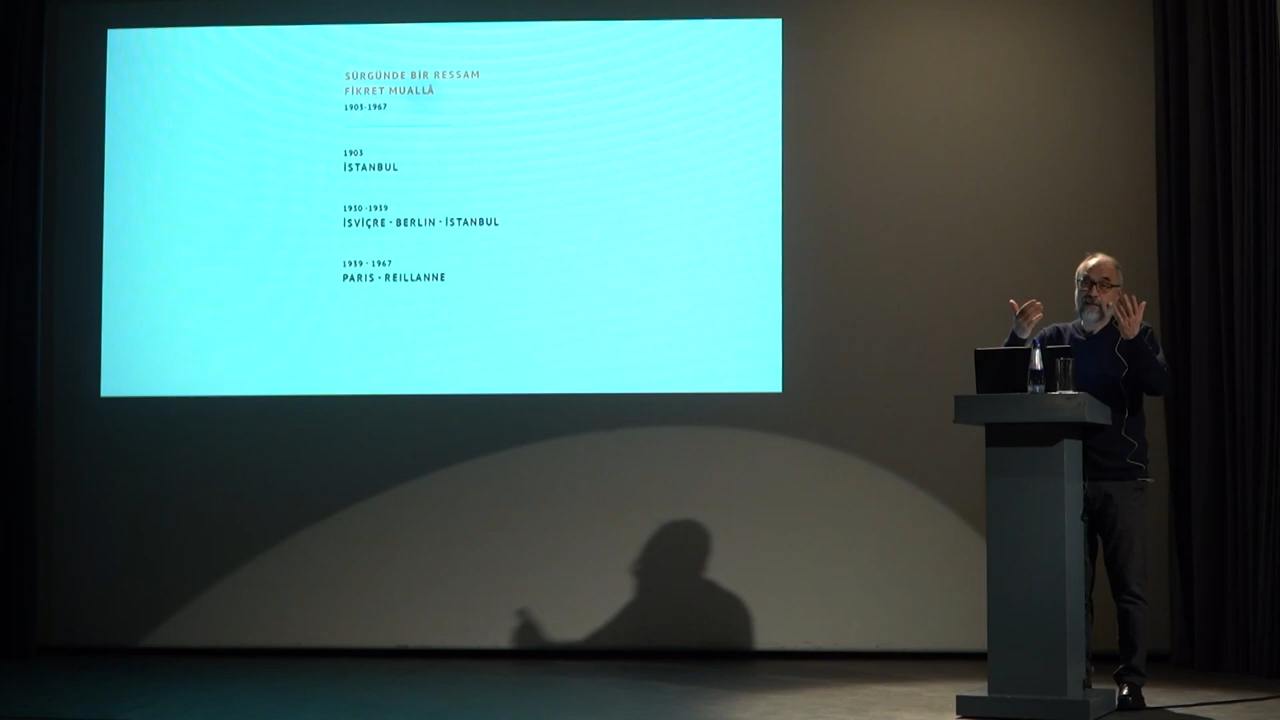 SÜRGÜNDE BİR RESSAM
FİKRET MUALLÂ
1903-1967
1903
İSTANBUL
1930 - 1939
İSVİÇRE - BERLIN - İSTANBUL
1939 - 1967
PARIS - REILLANNE